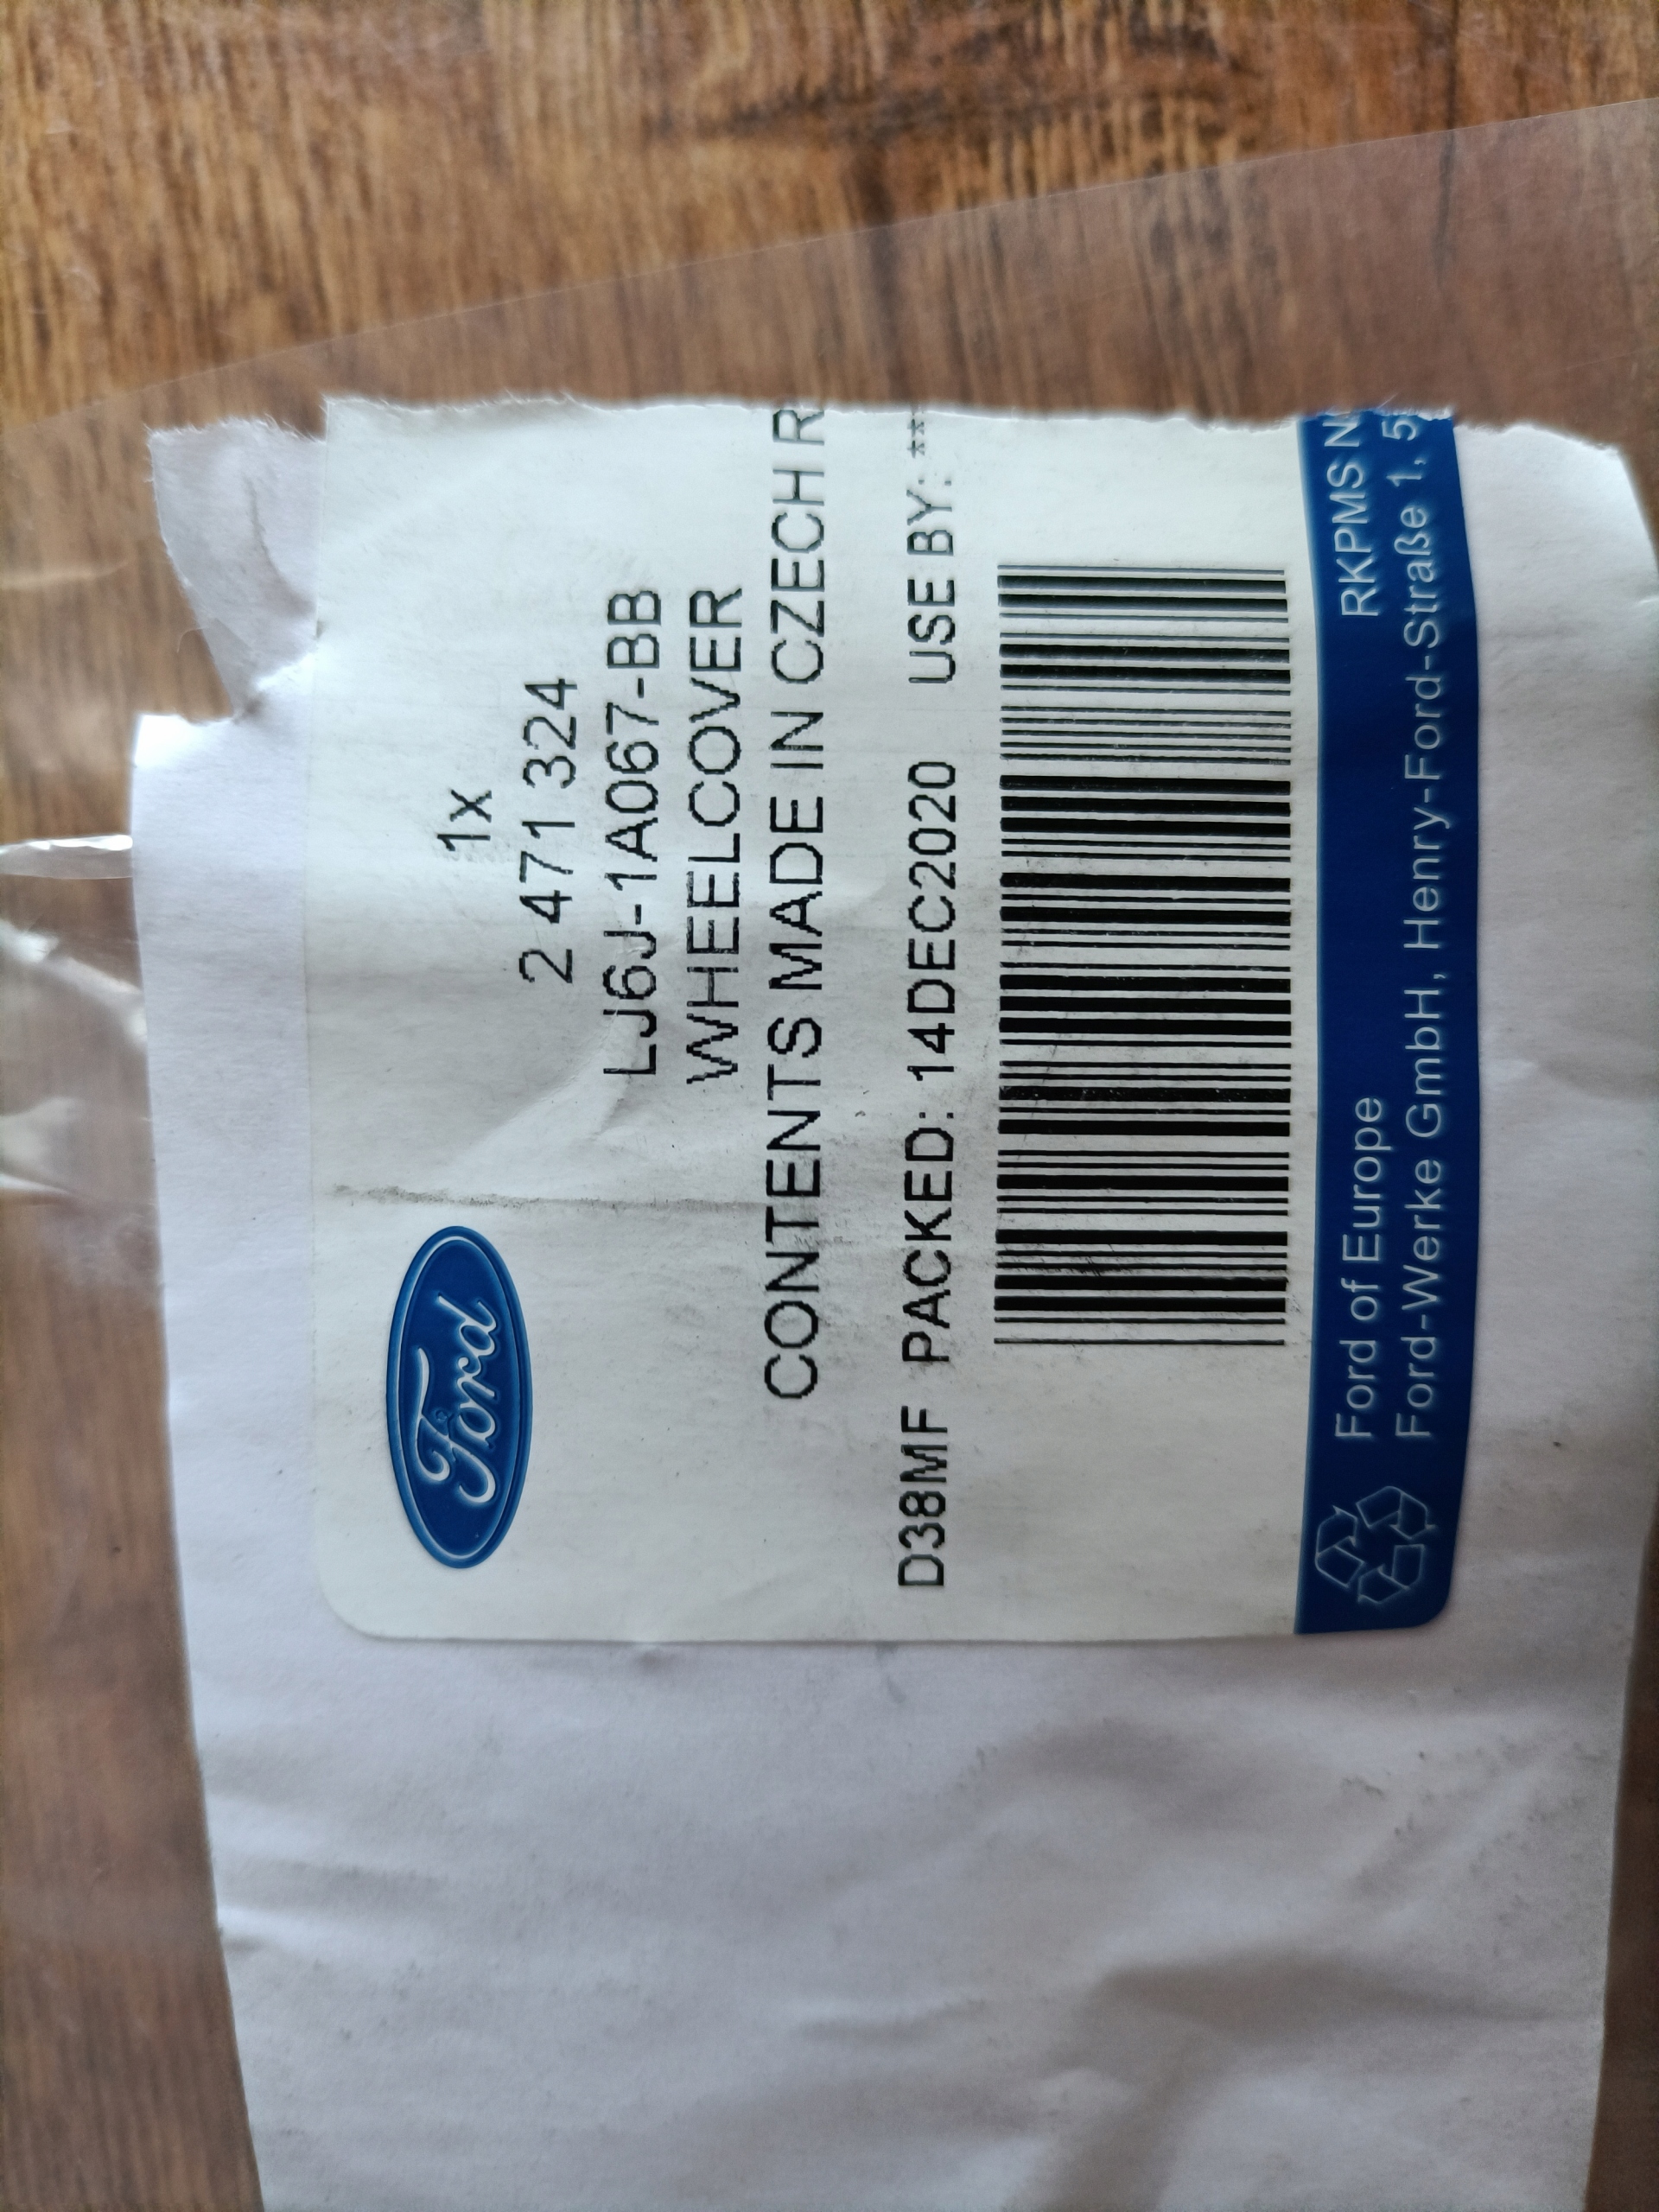 Ford
1x
2 471 324
LJ6J-1A067-BB
WHEELCOVER
CONTENTS MADE IN CZECH R
D38MF PACKED: 14DEC2020 USE BY: **
Ford of Europe RKPMS
Ford-Werke GmbH, Henry-Ford-Straße 1, 5